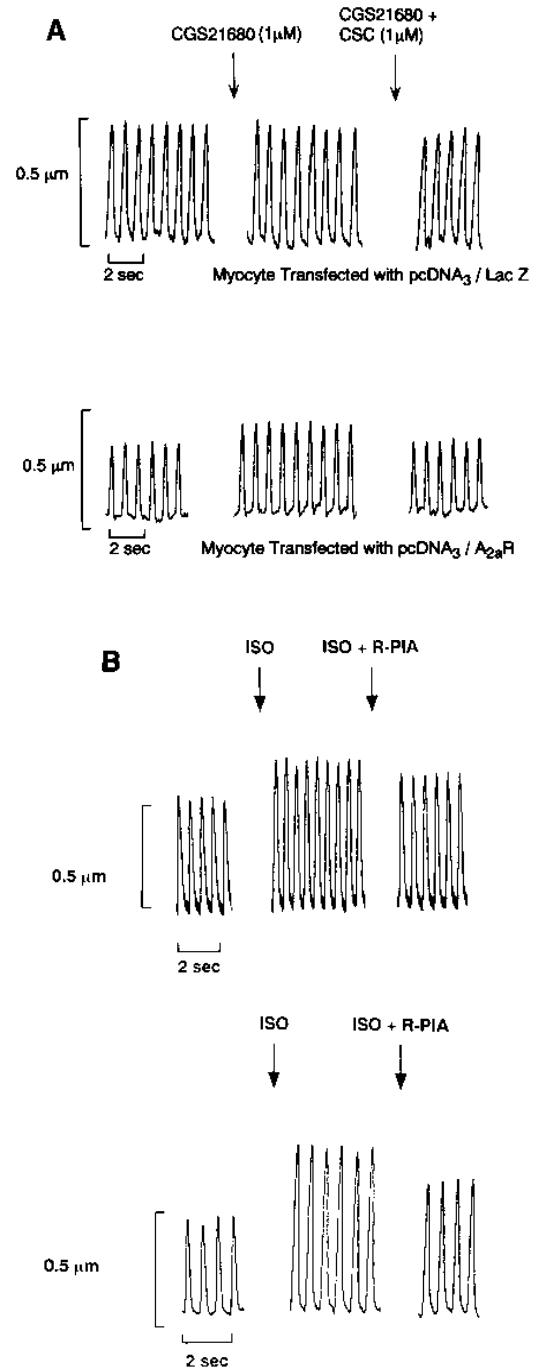 A
CGS21680 (1μM)
CGS21680 +
CSC (1μM)
0.5 μm
2 sec
Myocyte Transfected with pcDNA3 / Lac Z
0.5 μm
2 sec
Myocyte Transfected with pcDNA3 / A2aR
B
ISO
ISO + R-PIA
0.5 μm
2 sec
ISO
ISO + R-PIA
0.5 μm
2 sec